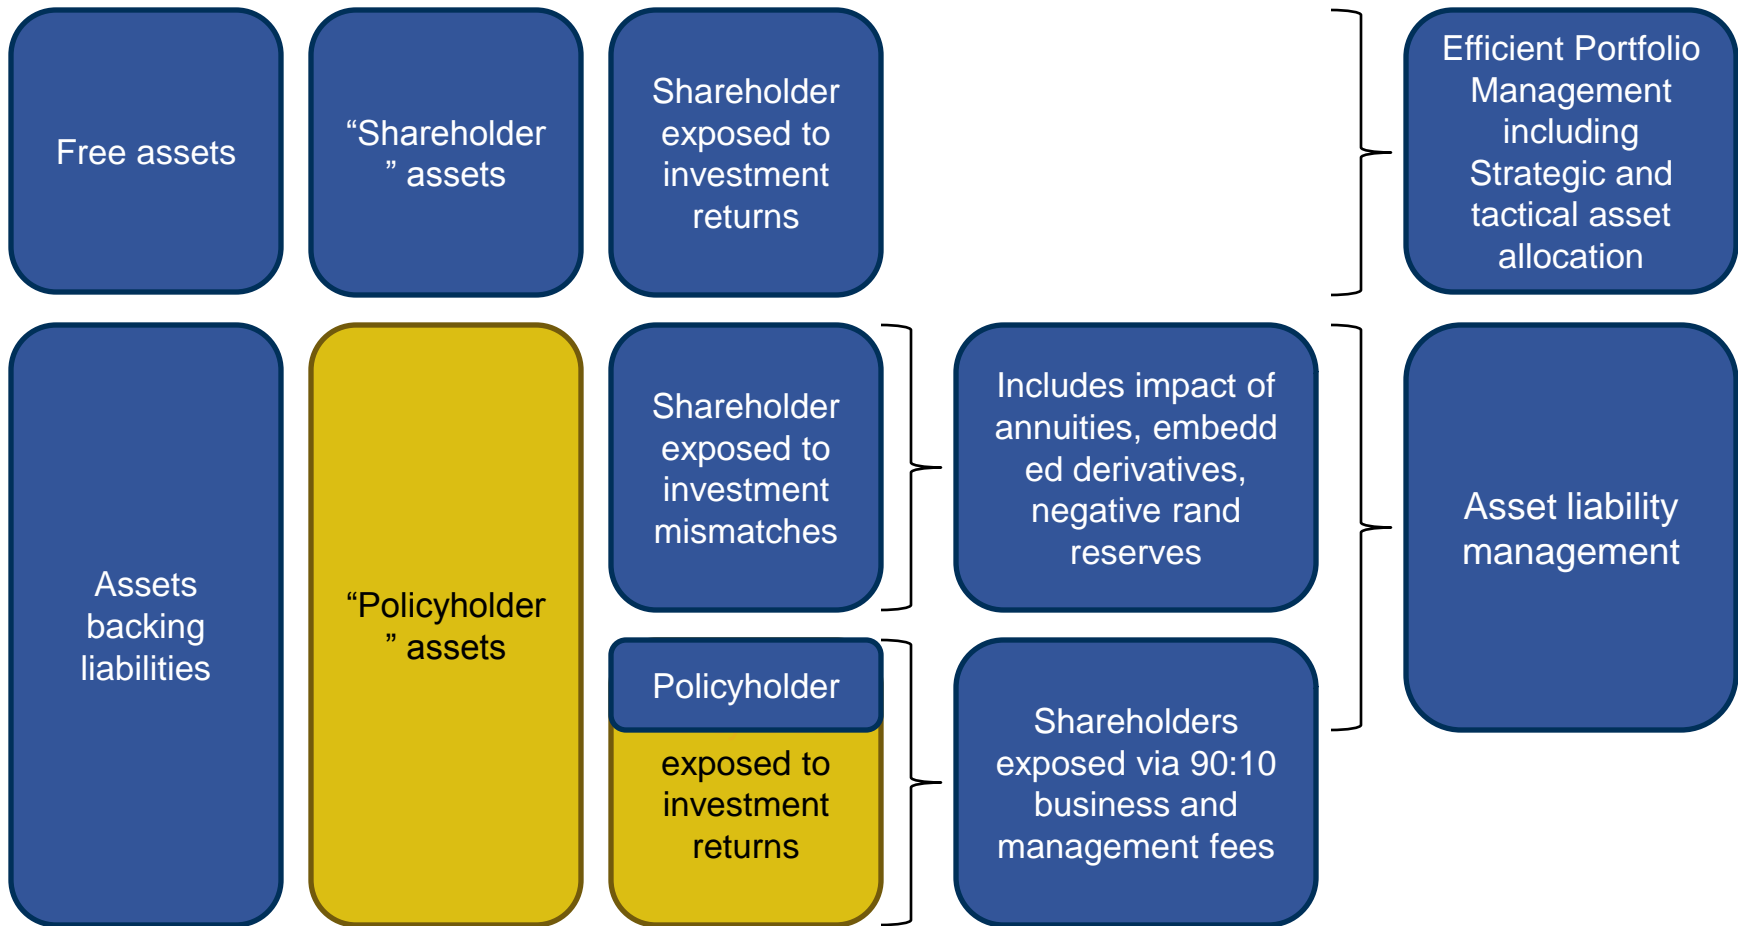 Free assets
“Shareholder
” assets
Shareholder
exposed to
investment
returns
Efficient Portfolio
Management
including
Strategic and
tactical asset
allocation
Assets
backing
liabilities
“Policyholder
” assets
Shareholder
exposed to
investment
mismatches
Includes impact of
annuities, embedd
ed derivatives,
negative rand
reserves
Asset liability
management
Policyholder
exposed to
investment
returns
Shareholders
exposed via 90:10
business and
management fees